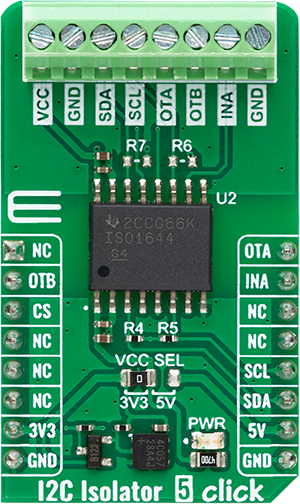 VCC GND SDA SCL OTA OTB INA GND
R7 R6
U2
2CCG66K
ISO1644
G4
NC OTA
OTB INA
CS NC
NC NC
NC SCL
NC SDA
3V3 5V
GND GND
R4 R5
VCC SEL
3V3 5V
PWR
I2C Isolator 5 click